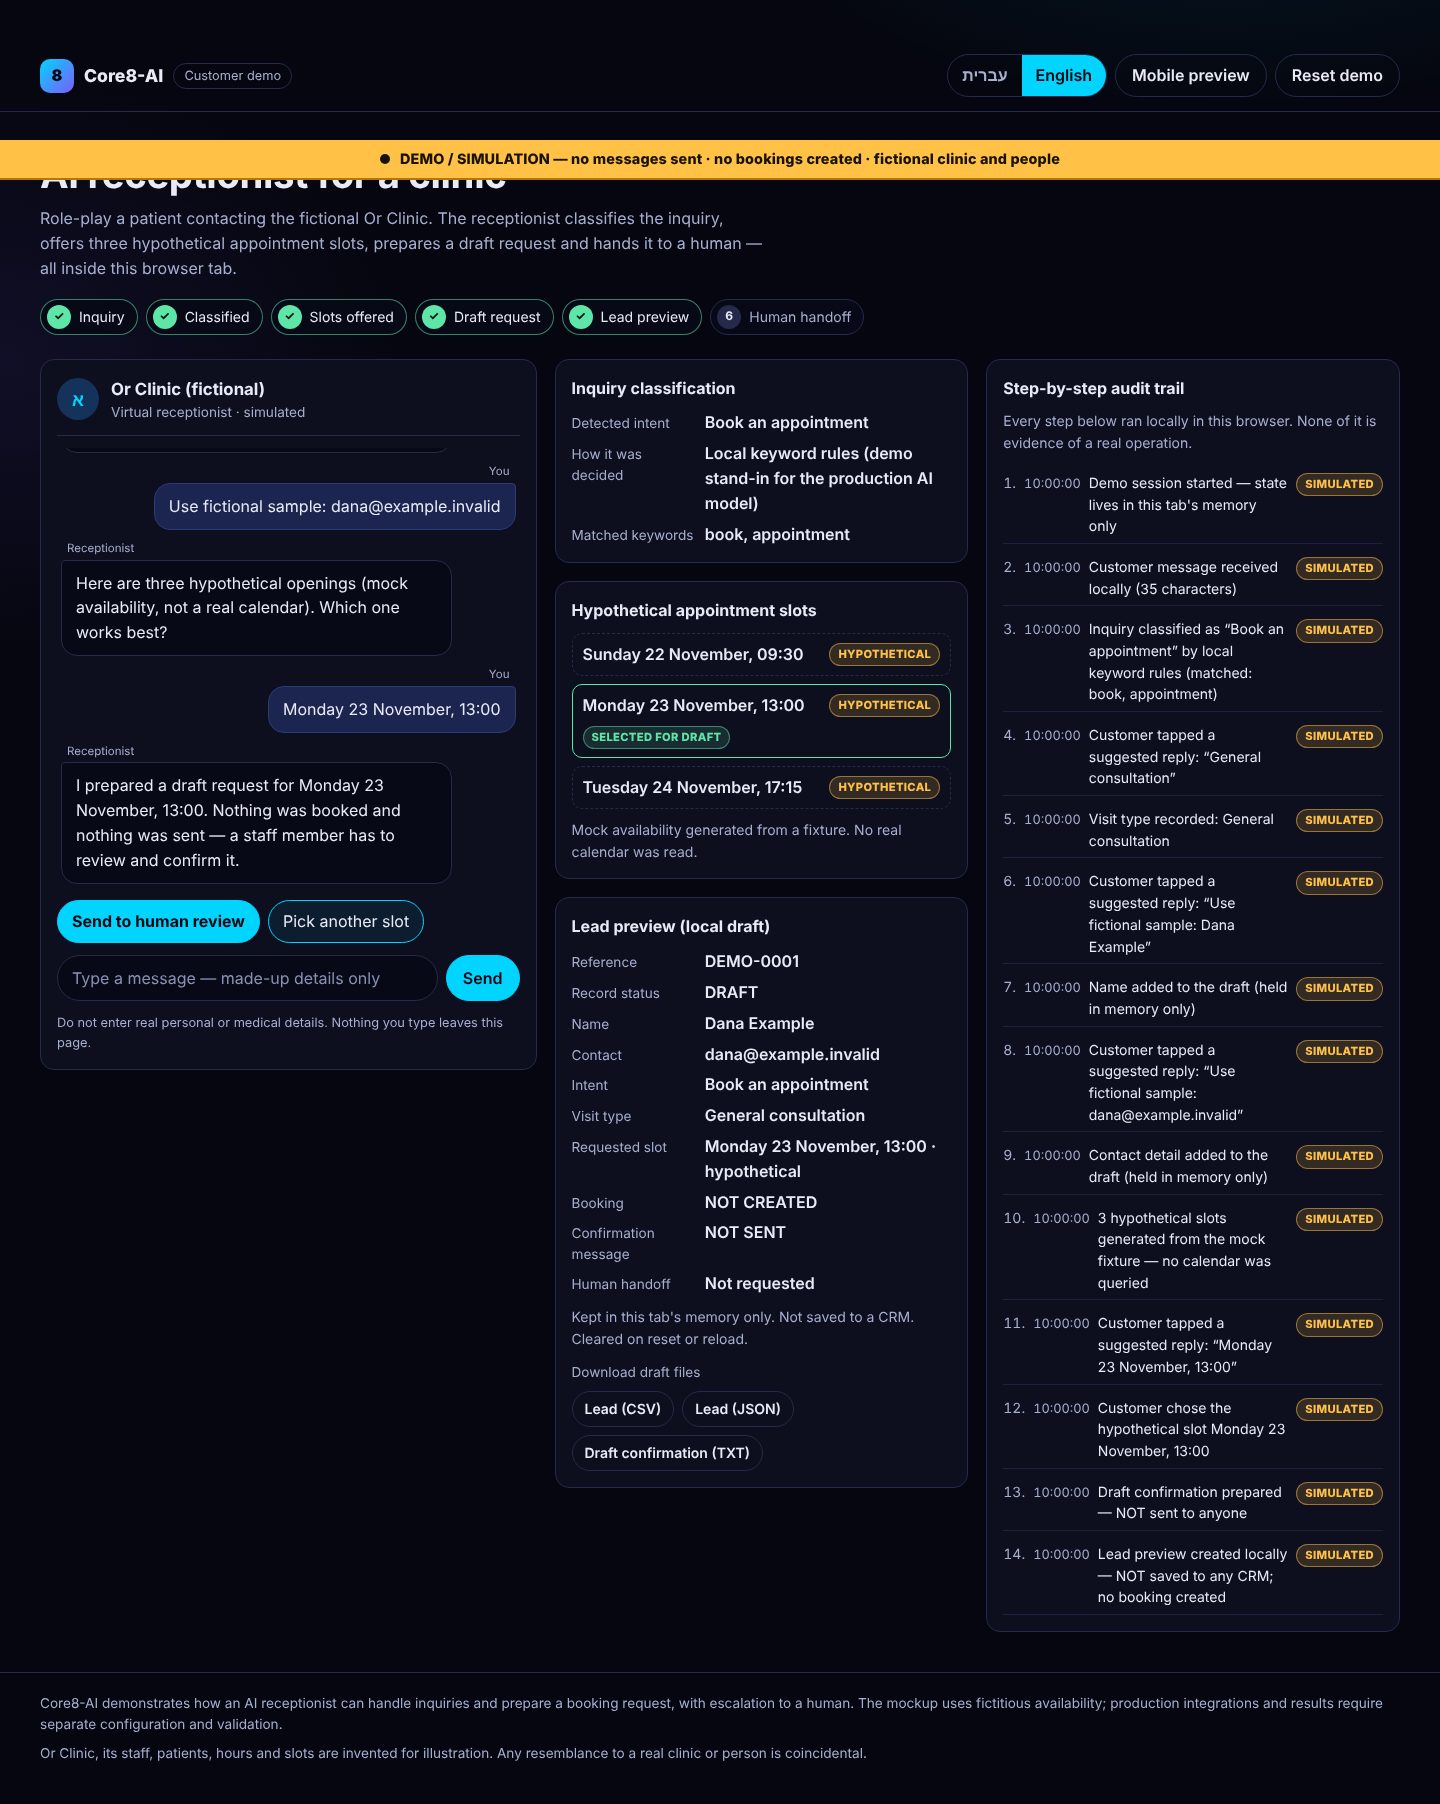 8
Core8-AI
Customer demo
עברית
English
Mobile preview
Reset demo
DEMO / SIMULATION — no messages sent · no bookings created · fictional clinic and people
AI receptionist for a clinic
Role-play a patient contacting the fictional Or Clinic. The receptionist classifies the inquiry,
offers three hypothetical appointment slots, prepares a draft request and hands it to a human —
all inside this browser tab.
Inquiry
Classified
Slots offered
Draft request
Lead preview
6 Human handoff
א
Or Clinic (fictional)
Virtual receptionist · simulated
You
Use fictional sample: dana@example.invalid
Receptionist
Here are three hypothetical openings (mock
availability, not a real calendar). Which one
works best?
You
Monday 23 November, 13:00
Receptionist
I prepared a draft request for Monday 23
November, 13:00. Nothing was booked and
nothing was sent — a staff member has to
review and confirm it.
Send to human review
Pick another slot
Type a message — made-up details only
Send
Do not enter real personal or medical details. Nothing you type leaves this
page.
Inquiry classification
Detected intent
Book an appointment
How it was
decided
Local keyword rules (demo
stand-in for the production AI
model)
Matched keywords
book, appointment
Hypothetical appointment slots
Sunday 22 November, 09:30
HYPOTHETICAL
Monday 23 November, 13:00
HYPOTHETICAL
SELECTED FOR DRAFT
Tuesday 24 November, 17:15
HYPOTHETICAL
Mock availability generated from a fixture. No real
calendar was read.
Lead preview (local draft)
Reference
DEMO-0001
Record status
DRAFT
Name
Dana Example
Contact
dana@example.invalid
Intent
Book an appointment
Visit type
General consultation
Requested slot
Monday 23 November, 13:00 ·
hypothetical
Booking
NOT CREATED
Confirmation
message
NOT SENT
Human handoff
Not requested
Kept in this tab's memory only. Not saved to a CRM.
Cleared on reset or reload.
Download draft files
Lead (CSV)
Lead (JSON)
Draft confirmation (TXT)
Step-by-step audit trail
Every step below ran locally in this browser. None of it is
evidence of a real operation.
1. 10:00:00 Demo session started — state SIMULATED
lives in this tab's memory
only
2. 10:00:00 Customer message received SIMULATED
locally (35 characters)
3. 10:00:00 Inquiry classified as “Book an SIMULATED
appointment” by local
keyword rules (matched:
book, appointment)
4. 10:00:00 Customer tapped a SIMULATED
suggested reply: “General
consultation”
5. 10:00:00 Visit type recorded: General SIMULATED
consultation
6. 10:00:00 Customer tapped a SIMULATED
suggested reply: “Use
fictional sample: Dana
Example”
7. 10:00:00 Name added to the draft (held SIMULATED
in memory only)
8. 10:00:00 Customer tapped a SIMULATED
suggested reply: “Use
fictional sample:
dana@example.invalid”
9. 10:00:00 Contact detail added to the SIMULATED
draft (held in memory only)
10. 10:00:00 3 hypothetical slots SIMULATED
generated from the mock
fixture — no calendar was
queried
11. 10:00:00 Customer tapped a SIMULATED
suggested reply: “Monday
23 November, 13:00”
12. 10:00:00 Customer chose the SIMULATED
hypothetical slot Monday 23
November, 13:00
13. 10:00:00 Draft confirmation prepared SIMULATED
— NOT sent to anyone
14. 10:00:00 Lead preview created locally SIMULATED
— NOT saved to any CRM;
no booking created
Core8-AI demonstrates how an AI receptionist can handle inquiries and prepare a booking request, with escalation to a human. The mockup uses fictitious availability; production integrations and results require
separate configuration and validation.
Or Clinic, its staff, patients, hours and slots are invented for illustration. Any resemblance to a real clinic or person is coincidental.